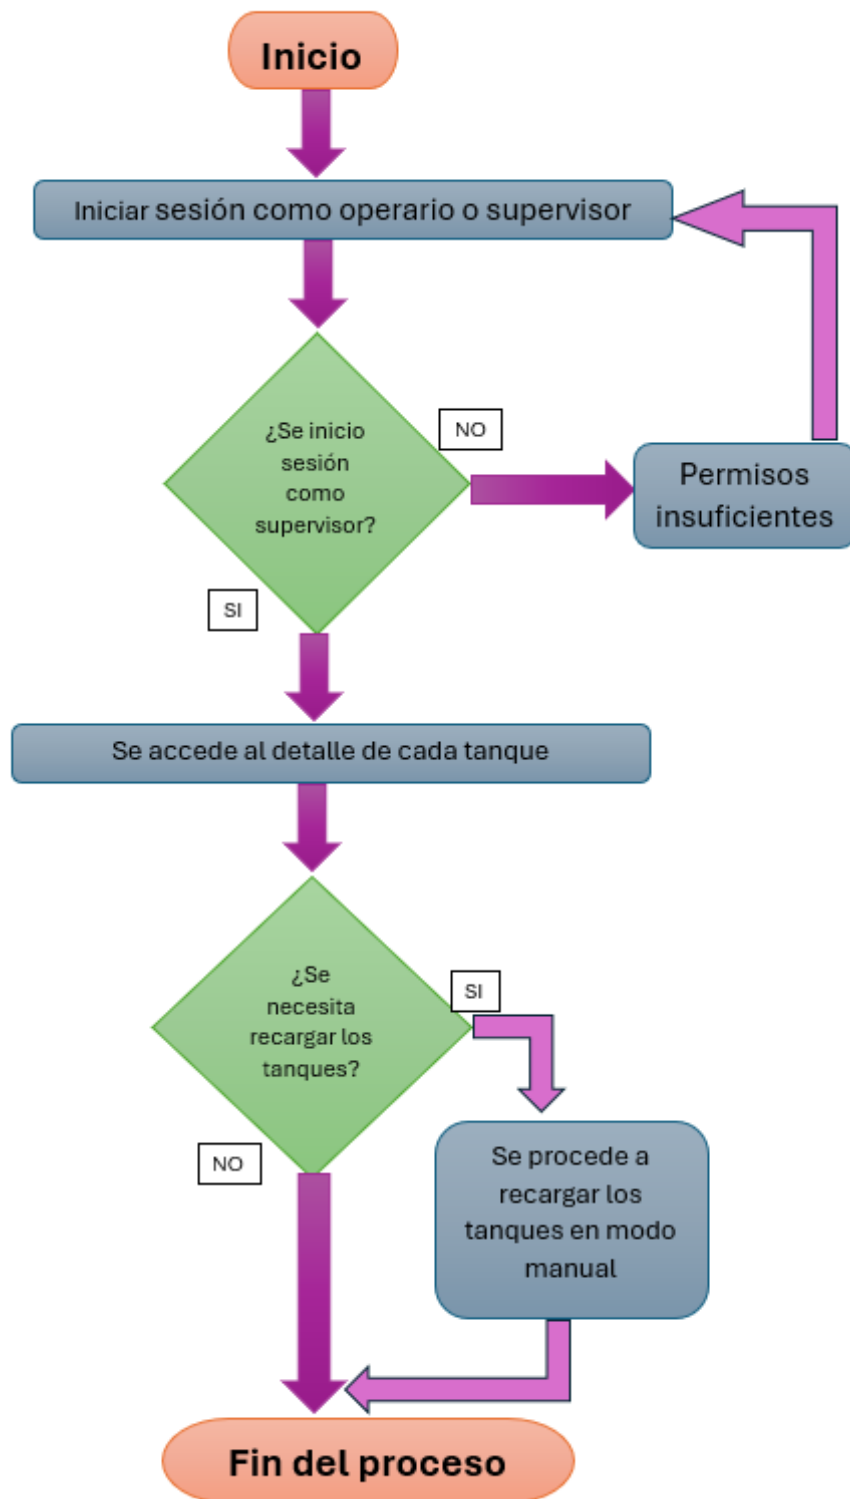 Inicio
Iniciar sesión como operario o supervisor
¿Se inicio
sesión
como
supervisor?
NO
Permisos
insuficientes
SI
Se accede al detalle de cada tanque
¿Se
necesita
recargar los
tanques?
SI
NO
Se procede a
recargar los
tanques en modo
manual
Fin del proceso